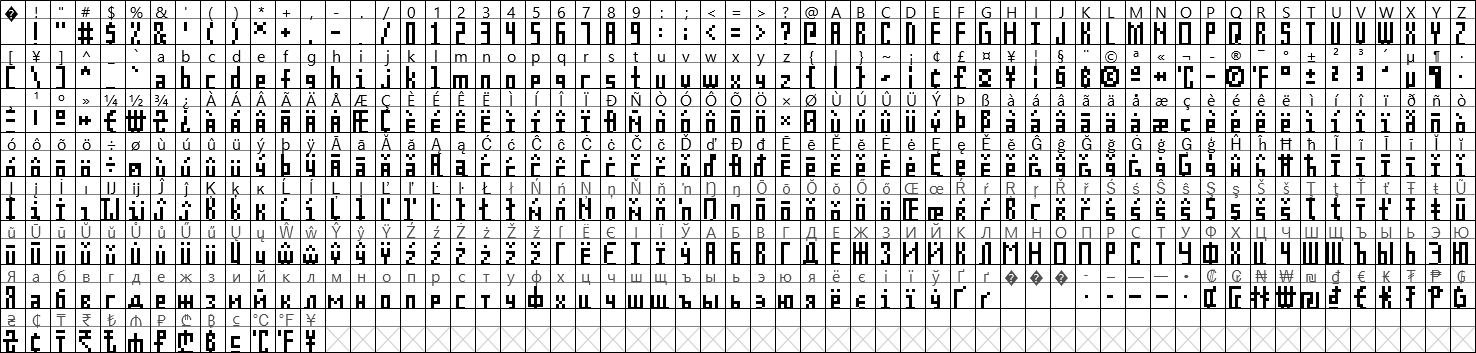 � ! " # $ % & ' ( ) * + , - . / 0 1 2 3 4 5 6 7 8 9 : ; < = > ? @ A B C D E F G H I J K L M N O P Q R S T U V W X Y Z
[ ¥ ] ^ _ ` a b c d e f g h i j k l m n o p q r s t u v w x y z { | } ~ ¡ ¢ £ ¤ ¥ ¦ § ¨ © ª « ¬ - ® ¯ ° ± ² ³ ´ µ ¶ ·
¸ ¹ º » ¼ ½ ¾ ¿ À Á Â Ã Ä Å Æ Ç È É Ê Ë Ì Í Î Ï Ð Ñ Ò Ó Ô Õ Ö × Ø Ù Ú Û Ü Ý Þ ß à á â ã ä å æ ç è é ê ë ì í î ï ð ñ ò
ó ô õ ö ÷ ø ù ú û ü ý þ ÿ Ā ā Ă ă Ą ą Ć ć Ĉ ĉ Ċ ċ Č č Ď ď Đ đ Ē ē Ĕ ĕ Ė ė Ę ę Ě ě Ĝ ĝ Ğ ğ Ġ ġ Ģ ģ Ĥ ĥ Ħ ħ Ĩ ĩ Ī ī Ĭ ĭ
Į į İ ı Ĳ ĳ Ĵ ĵ Ķ ķ ĸ Ĺ ĺ Ļ ļ Ľ ľ Ŀ ŀ Ł ł Ń ń Ņ ņ Ň ň ŉ Ŋ ŋ Ō ō Ŏ ŏ Ő ő Œ œ Ŕ ŕ Ŗ ŗ Ř ř Ś ś Ŝ ŝ Ş ş Š š Ţ ţ Ť ť Ŧ ŧ Ũ
ũ Ū ū Ŭ ŭ Ů ů Ű ű Ų ų Ŵ ŵ Ŷ ŷ Ÿ Ź ź Ż ż Ž ž Г Ё Є І Ї Ў А Б В Г Д Е Ж З И Й К Л М Н О П Р С Т У Ф Х Ц Ч Ш Щ Ъ Ы Ь Э Ю
Я а б в г д е ж з и й к л м н о п р с т у ф х ц ч ш щ ъ ы ь э ю я ё є і ї ў Ґ ґ � � � ‐ ‒ – — ― • ₢ ₲ ₦ ₩ ₪ ₫ € ₭ ₮ ₱ ₲
₴ ₵ ₸ ₹ ₺ ₼ ₾ ₿ ⊆ ℃ ℉ ¥